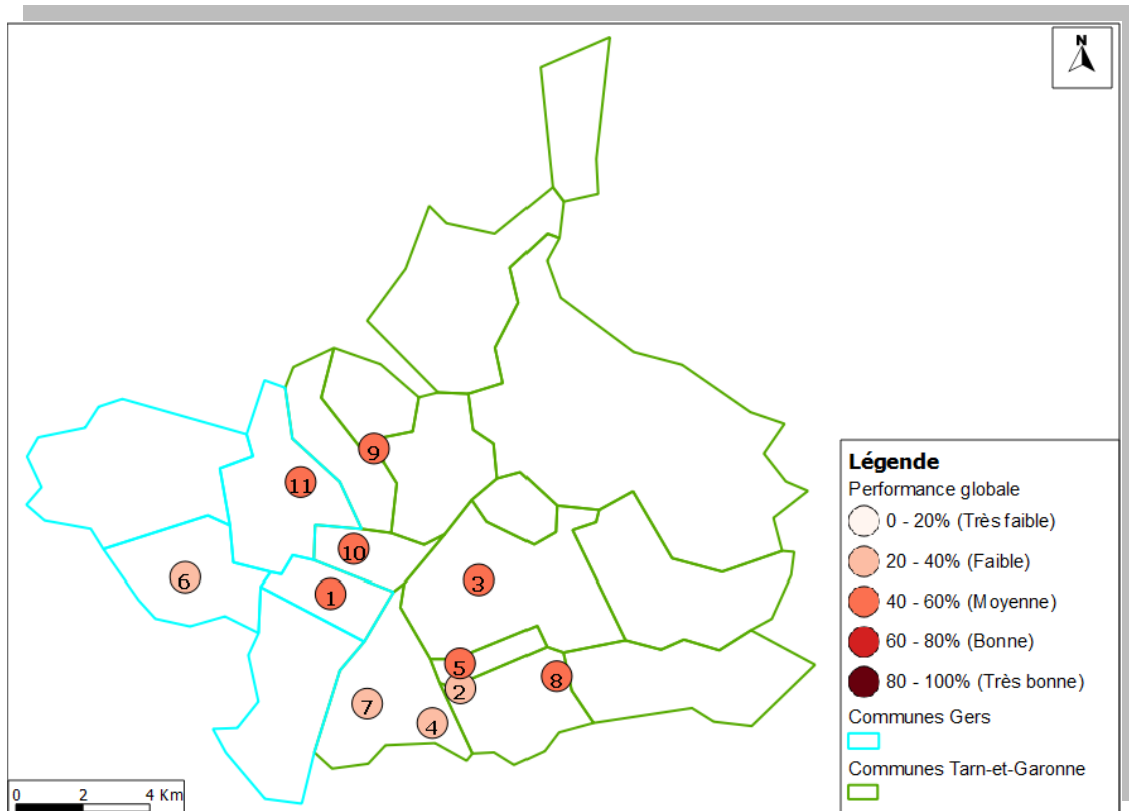 N
9
11
10
6
3
1
5
8
2
7
4
Légende
Performance globale
0 - 20% (Très faible)
20 - 40% (Faible)
40 - 60% (Moyenne)
60 - 80% (Bonne)
80 - 100% (Très bonne)
Communes Gers
Communes Tarn-et-Garonne
0 2 4 Km